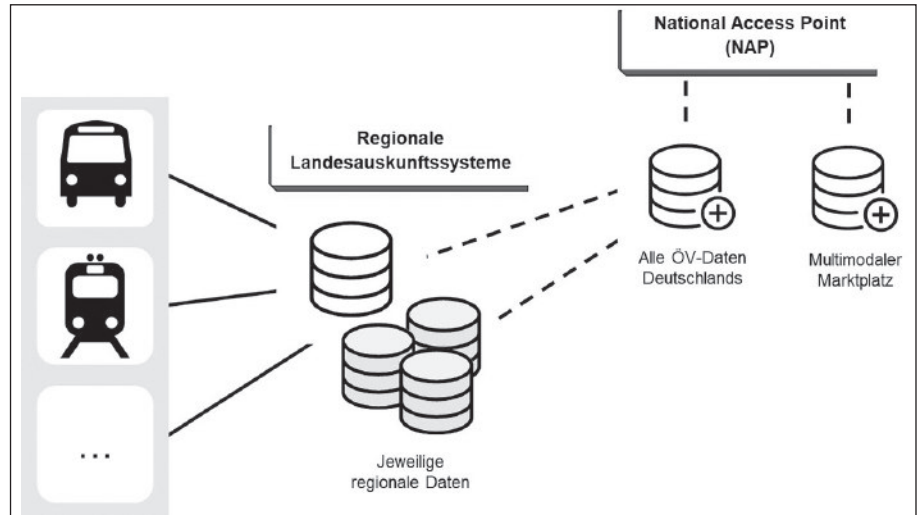 National Access Point
(NAP)
Regionale
Landesauskunftssysteme
Alle ÖV-Daten
Deutschlands
Multimodaler
Marktplatz
...
Jeweilige
regionale Daten